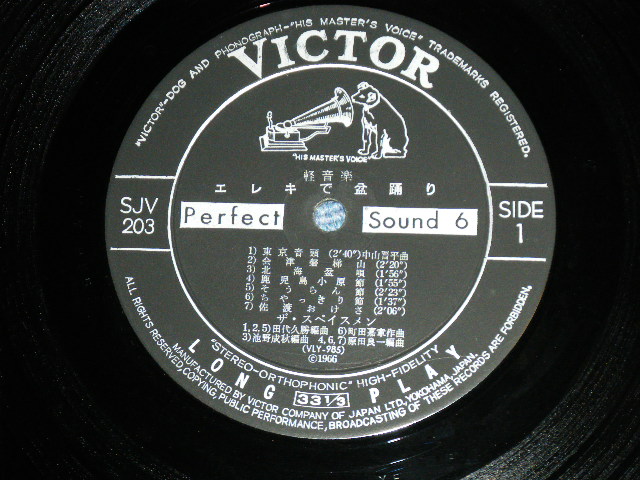 "VICTOR"-DOG AND PHONOGRAPH-"HIS MASTER'S VOICE" TRADEMARKS REGISTERED.
VICTOR
"HIS MASTER'S VOICE"
軽音楽
エレキで盆踊り
SJV
203
Perfect Sound 6
SIDE
1
1) 東京音頭 (2'40") 中山晋平曲
2) 会津磐梯山 (2'20")
3) 北海盆唄 (1'56")
4) 鹿児島小原節 (1'55")
5) そうらん節 (2'23")
6) ちゃっきり節 (1'37")
7) 佐渡おけさ (2'06")
ザ・スペイスメン
1, 2, 5) 田代久勝編曲 6) 町田嘉章作曲
3) 池野成秋編曲 4, 6, 7) 原田良一編曲
(VLY-985)
©1966
"STEREO-ORTHOPHONIC" HIGH-FIDELITY
LONG 33 1/3 PLAY
MANUFACTURED BY VICTOR COMPANY OF JAPAN LTD., YOKOHAMA, JAPAN.
ALL RIGHTS RESERVED, COPYING, PUBLIC PERFORMANCE, BROADCASTING OF THESE RECORDS ARE FORBIDDEN.